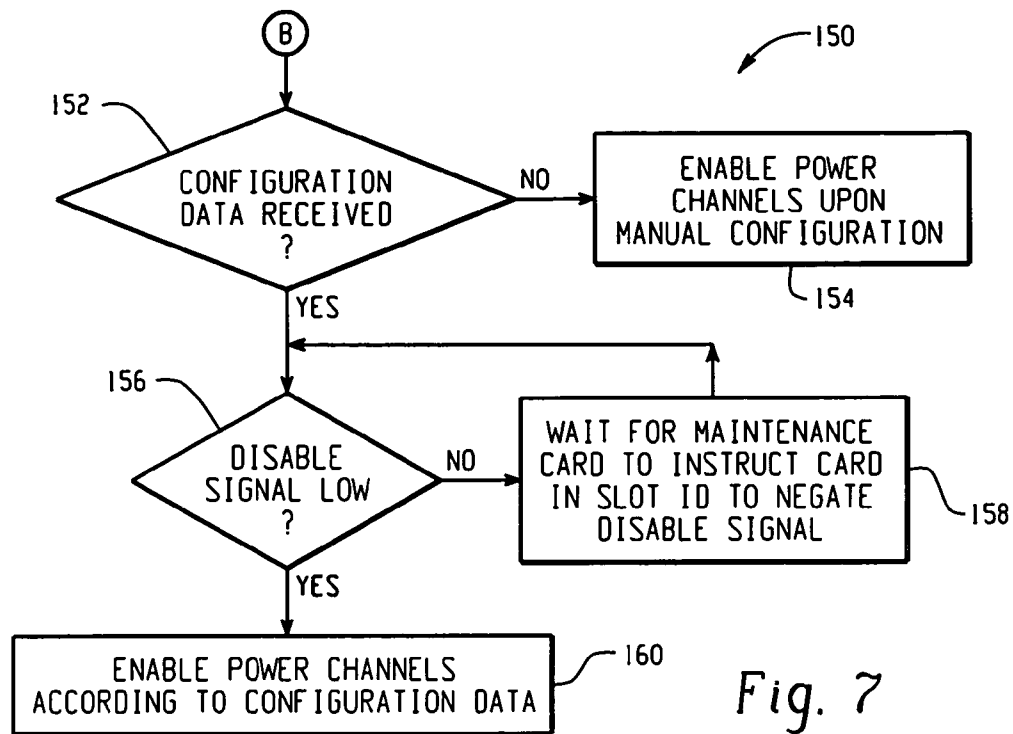 B
150
152
CONFIGURATION
DATA RECEIVED
?
NO
ENABLE POWER
CHANNELS UPON
MANUAL CONFIGURATION
154
YES
156
DISABLE
SIGNAL LOW
?
NO
WAIT FOR MAINTENANCE
CARD TO INSTRUCT CARD
IN SLOT ID TO NEGATE
DISABLE SIGNAL
158
YES
ENABLE POWER CHANNELS
ACCORDING TO CONFIGURATION DATA
160
Fig. 7